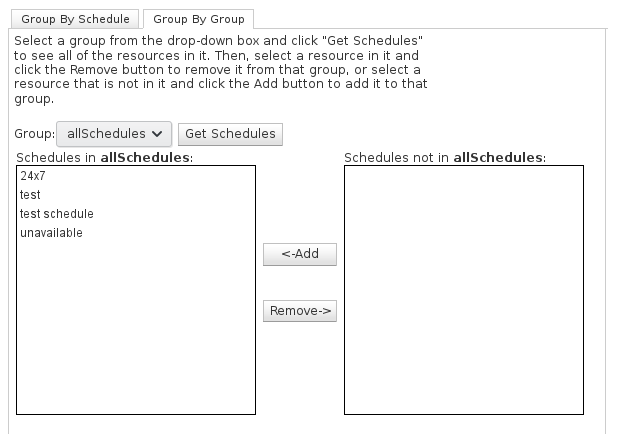 Group By Schedule Group By Group
Select a group from the drop-down box and click "Get Schedules"
to see all of the resources in it. Then, select a resource in it and
click the Remove button to remove it from that group, or select a
resource that is not in it and click the Add button to add it to that
group.
Group: allSchedules Get Schedules
Schedules in allSchedules: Schedules not in allSchedules:
24x7
test
test schedule
unavailable
<-Add
Remove->